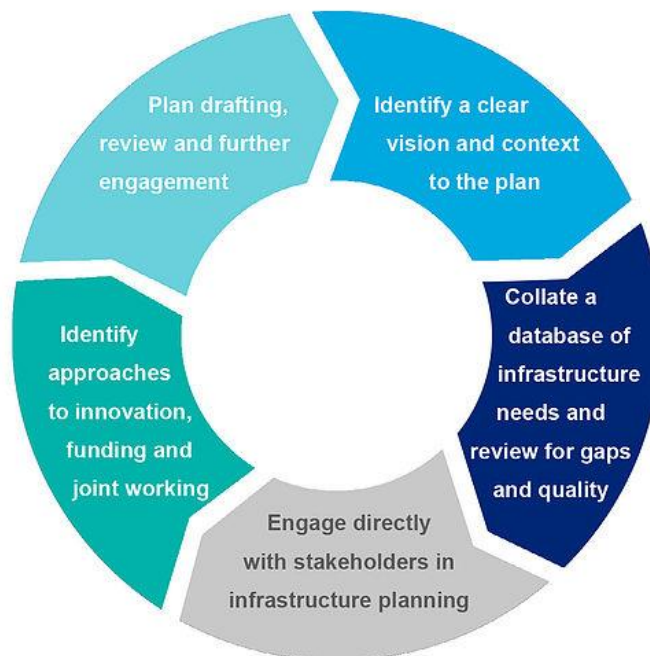 Identify a clear
vision and context
to the plan
Collate a
database of
infrastructure
needs and
review for gaps
and quality
Engage directly
with stakeholders in
infrastructure planning
Identify
approaches
to innovation,
funding and
joint working
Plan drafting,
review and further
engagement